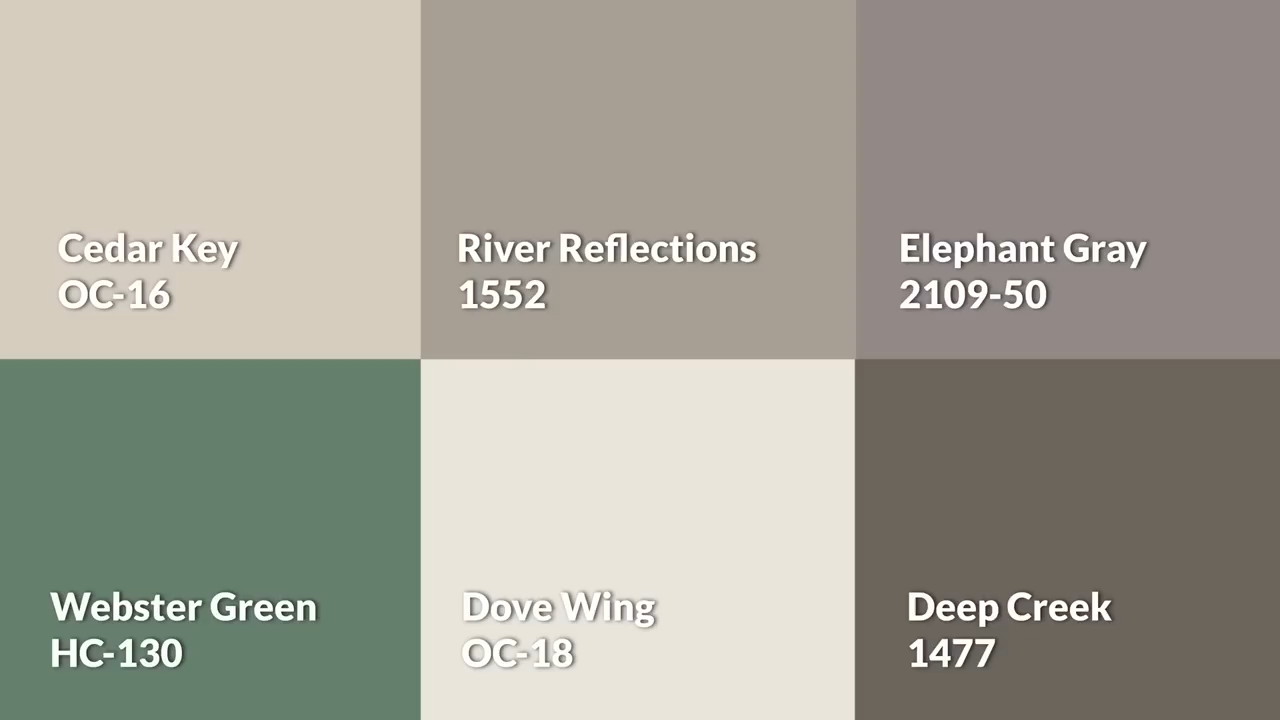 Cedar Key
OC-16
River Reflections
1552
Elephant Gray
2109-50
Webster Green
HC-130
Dove Wing
OC-18
Deep Creek
1477